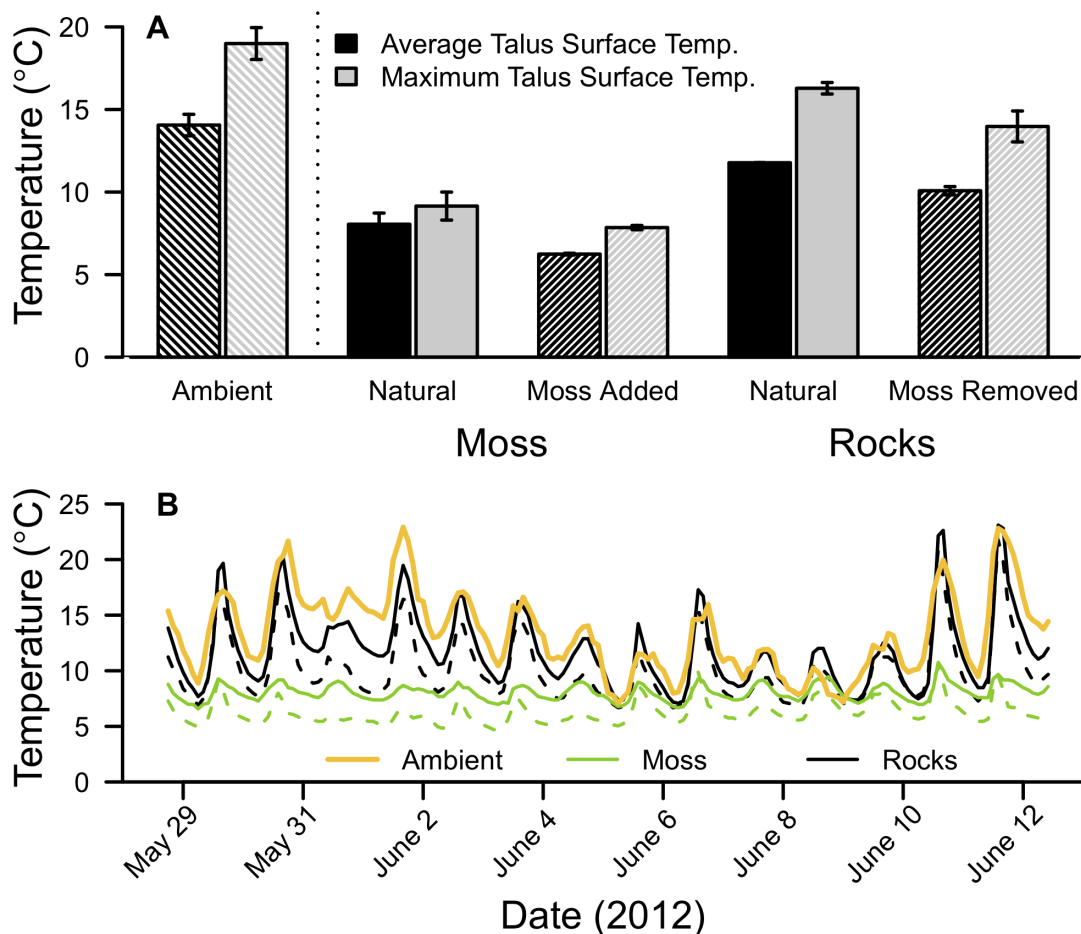 A
Average Talus Surface Temp.
Maximum Talus Surface Temp.
Temperature (°C)
20
15
10
5
0
Ambient
Natural
Moss Added
Natural
Moss Removed
Moss
Rocks
B
Temperature (°C)
25
20
15
10
5
0
Ambient
Moss
Rocks
May 29
May 31
June 2
June 4
June 6
June 8
June 10
June 12
Date (2012)